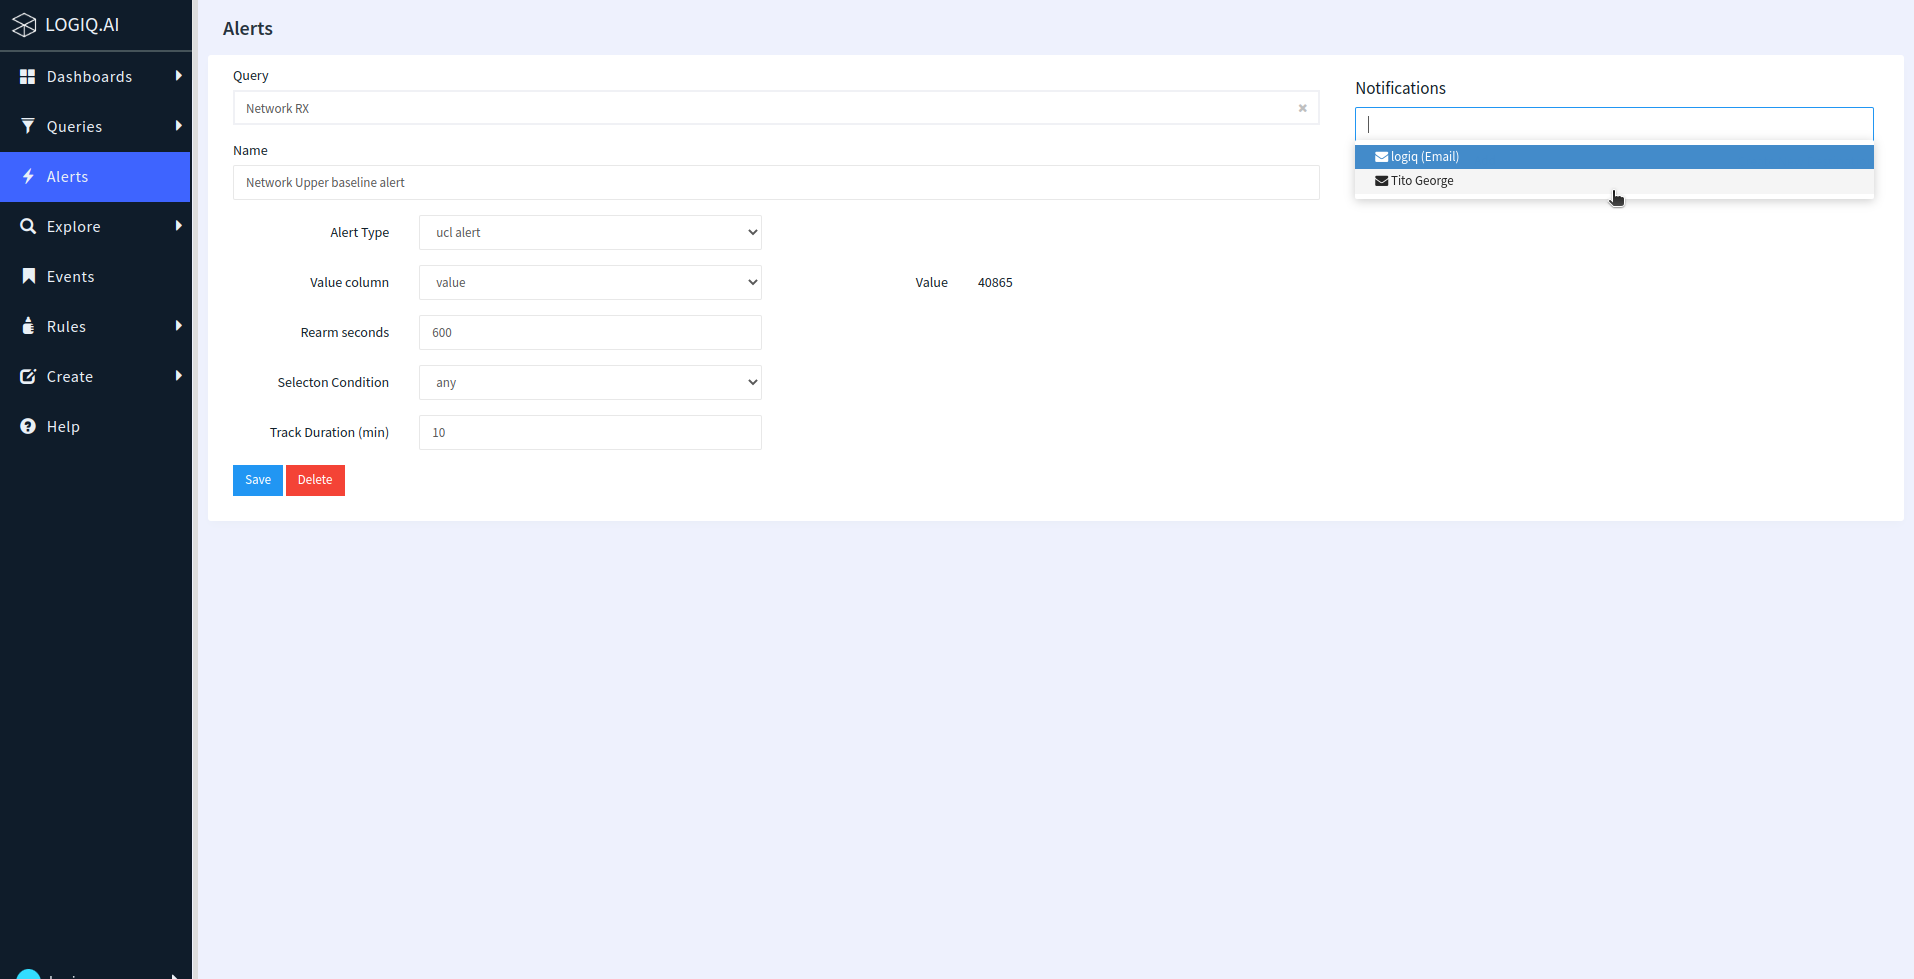 LOGIQ.AI
Dashboards
Queries
Alerts
Explore
Events
Rules
Create
Help
Alerts
Query
Network RX
Name
Network Upper baseline alert
Alert Type
ucl alert
Value column
value
Value 40865
Rearm seconds
600
Selecton Condition
any
Track Duration (min)
10
Save
Delete
Notifications
logiq (Email)
Tito George